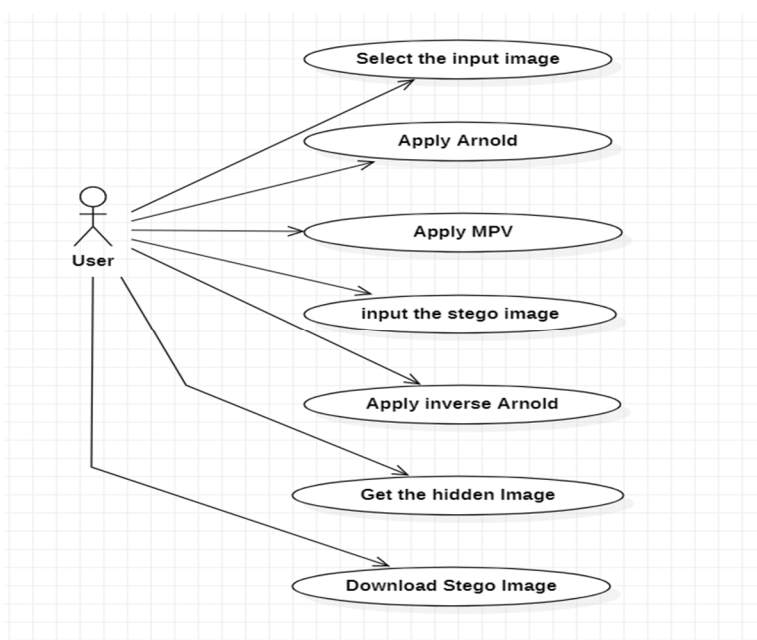 Select the input image
Apply Arnold
Apply MPV
User
input the stego image
Apply inverse Arnold
Get the hidden Image
Download Stego Image